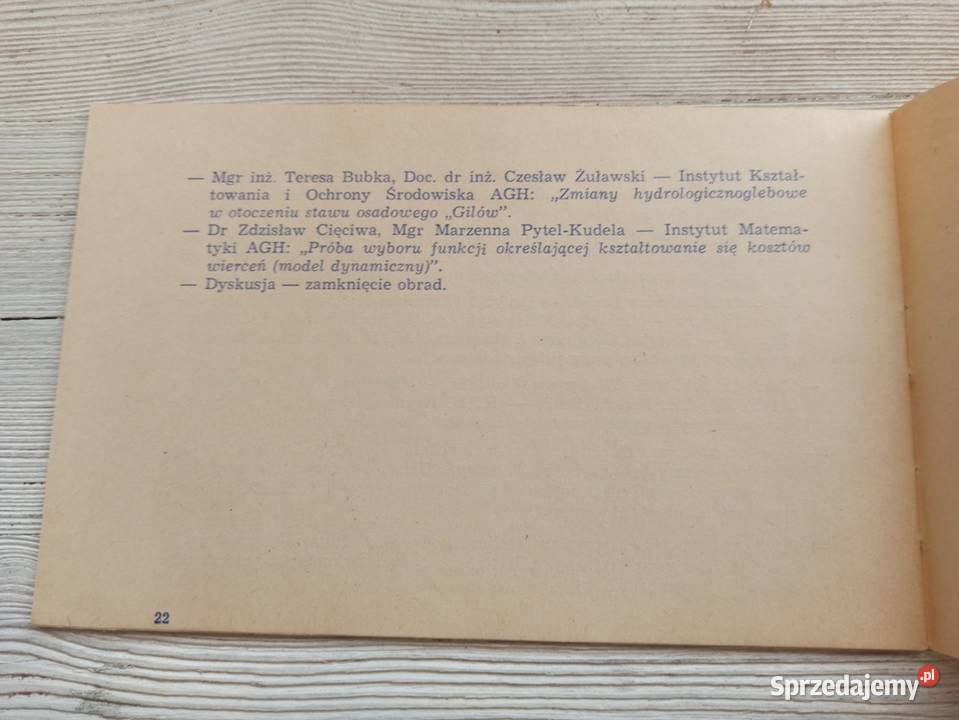 — Mgr inż. Teresa Bubka, Doc. dr inż. Czesław Żuławski — Instytut Kształ-
towania i Ochrony Środowiska AGH: „Zmiany hydrologicznoglebowe
w otoczeniu stawu osadowego „Gilów".
— Dr Zdzisław Cięciwa, Mgr Marzenna Pytel-Kudela — Instytut Matema-
tyki AGH: „Próba wyboru funkcji określającej kształtowanie się kosztów
wierceń (model dynamiczny)".
— Dyskusja — zamknięcie obrad.
22
Sprzedajemy.pl